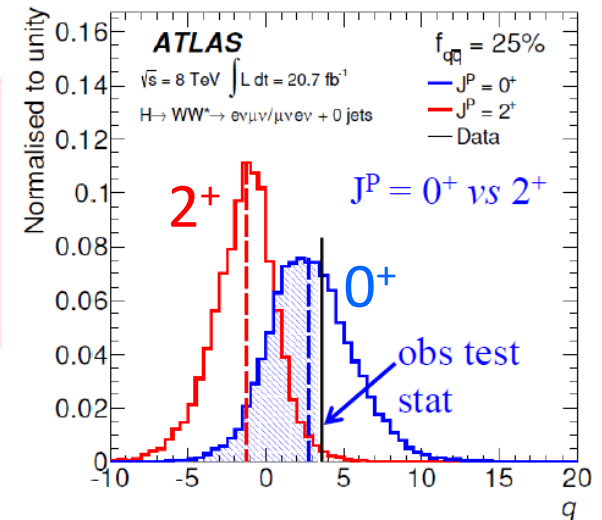 ATLAS
√s = 8 TeV ∫L dt = 20.7 fb⁻¹
H→ WW*→ eνμν/μνeν + 0 jets
f_qq̅ = 25%
J^P = 0⁺
J^P = 2⁺
Data
J^P = 0⁺ vs 2⁺
2⁺
0⁺
obs test
stat
Normalised to unity
0.16
0.14
0.12
0.1
0.08
0.06
0.04
0.02
0
-10 -5 0 5 10 15 20
q